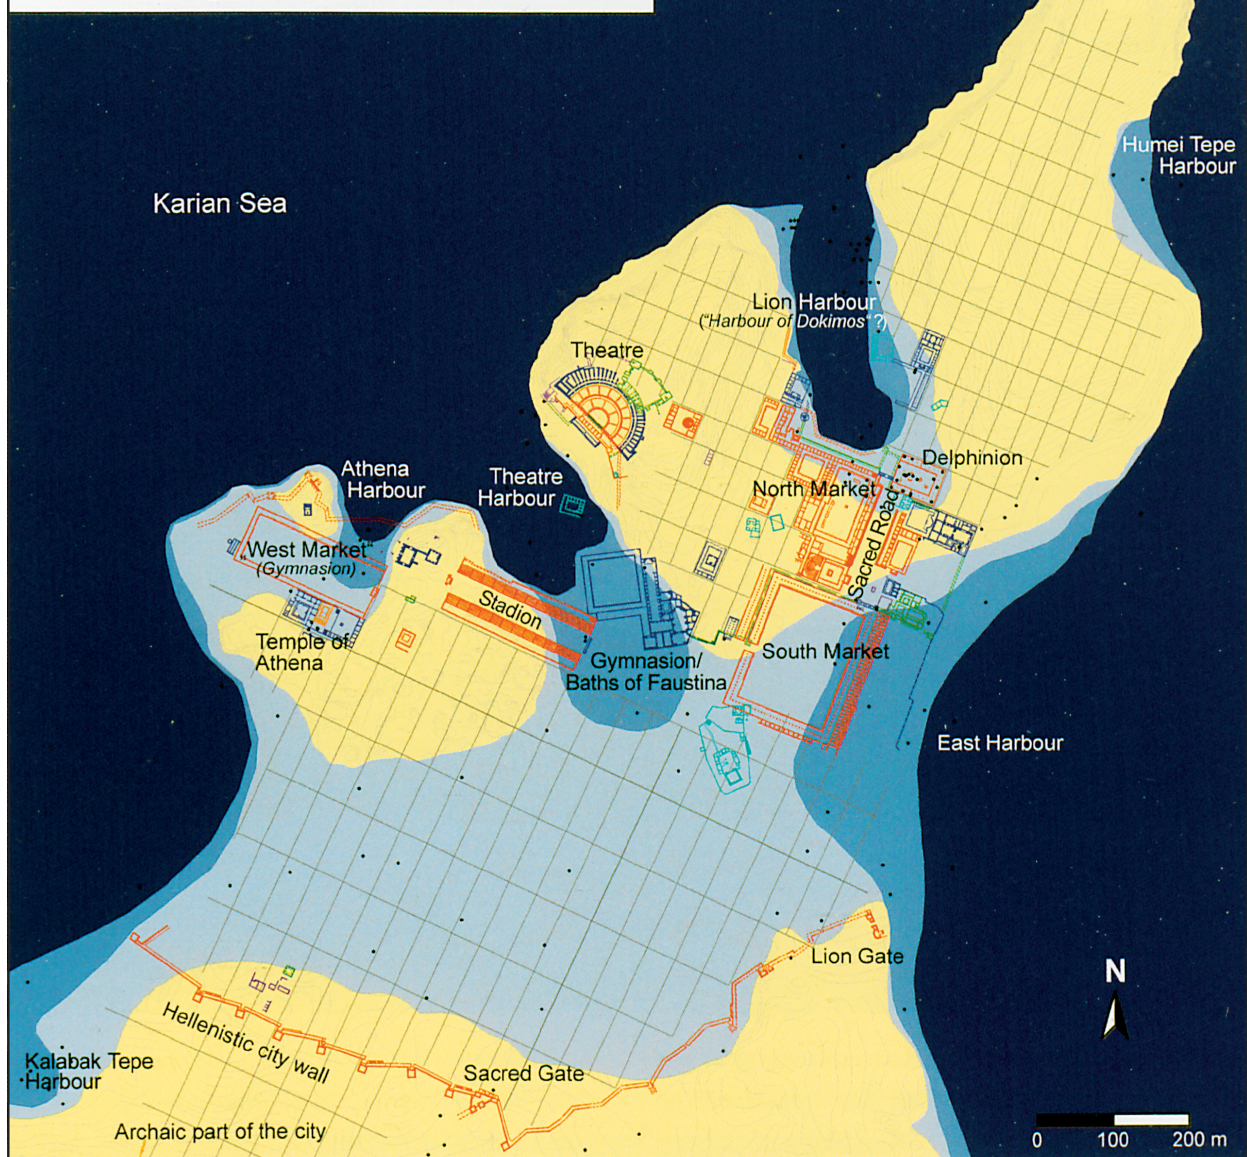 Humei Tepe
Harbour
Karian Sea
Lion Harbour
("Harbour of Dokimos"?)
Theatre
Delphinion
Athena
Harbour
Theatre
Harbour
North Market
Sacred Road
"West Market"
(Gymnasion)
Stadion
Temple of
Athena
Gymnasion/
Baths of Faustina
South Market
East Harbour
Lion Gate
N
Hellenistic city wall
Kalabak Tepe
Harbour
Sacred Gate
Archaic part of the city
0 100 200 m